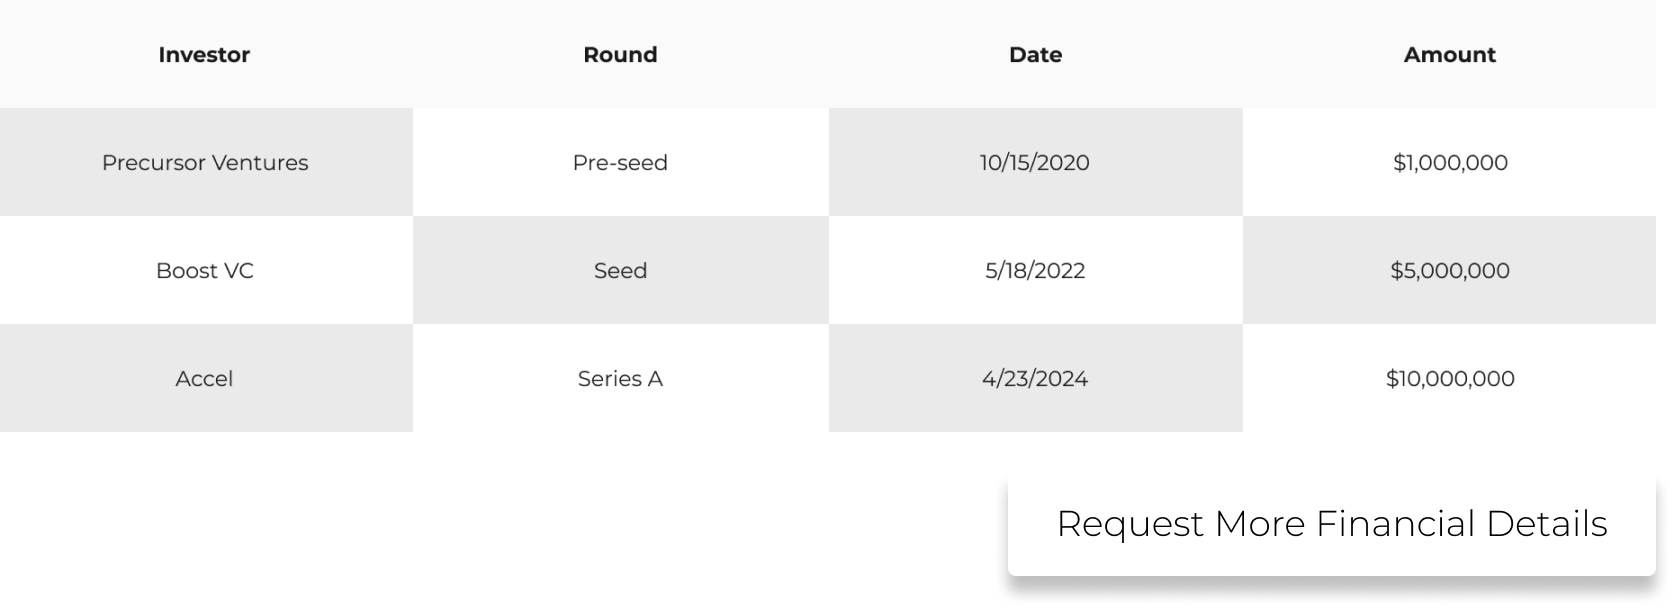 Investor Round Date Amount
Precursor Ventures Pre-seed 10/15/2020 $1,000,000
Boost VC Seed 5/18/2022 $5,000,000
Accel Series A 4/23/2024 $10,000,000
Request More Financial Details